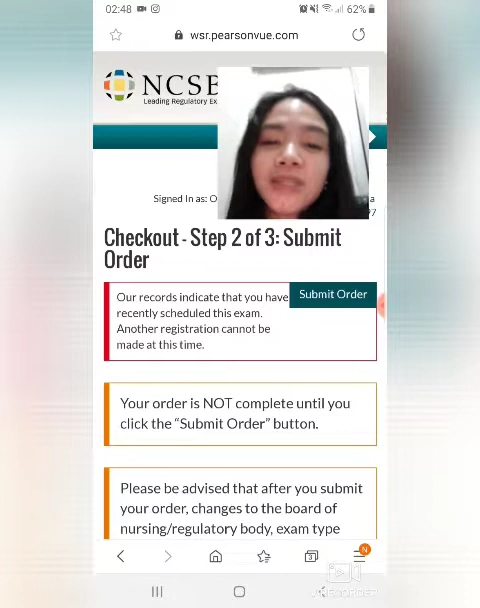 02:48
62%
wsr.pearsonvue.com
NCSB
Leading Regulatory Ex
Signed In as: O
a
97
Checkout - Step 2 of 3: Submit
Order
Our records indicate that you have
recently scheduled this exam.
Another registration cannot be
made at this time.
Submit Order
Your order is NOT complete until you
click the “Submit Order” button.
Please be advised that after you submit
your order, changes to the board of
nursing/regulatory body, exam type
3
N